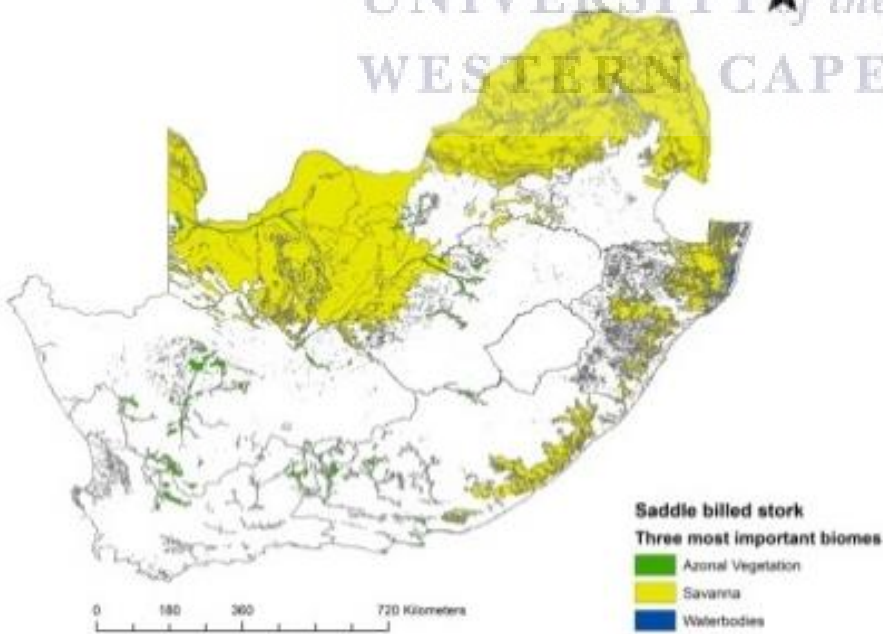 UNIVERSITY of the
WESTERN CAPE
Saddle billed stork
Three most important biomes
Azonal Vegetation
Savanna
Waterbodies
0 180 360 720 Kilometers